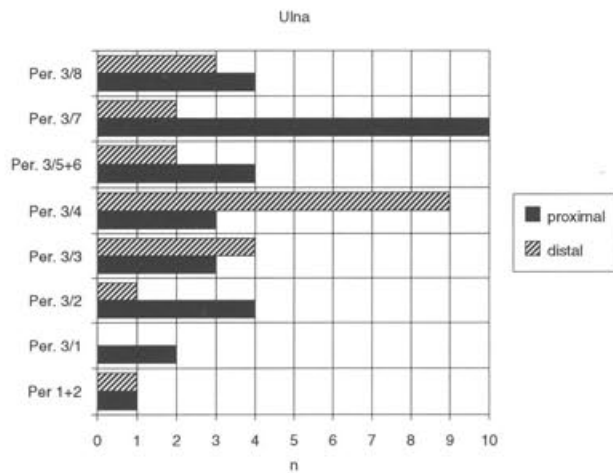 Ulna
Per. 3/8
Per. 3/7
Per. 3/5+6
Per. 3/4
Per. 3/3
Per. 3/2
Per. 3/1
Per 1+2
0 1 2 3 4 5 6 7 8 9 10
n
proximal
distal